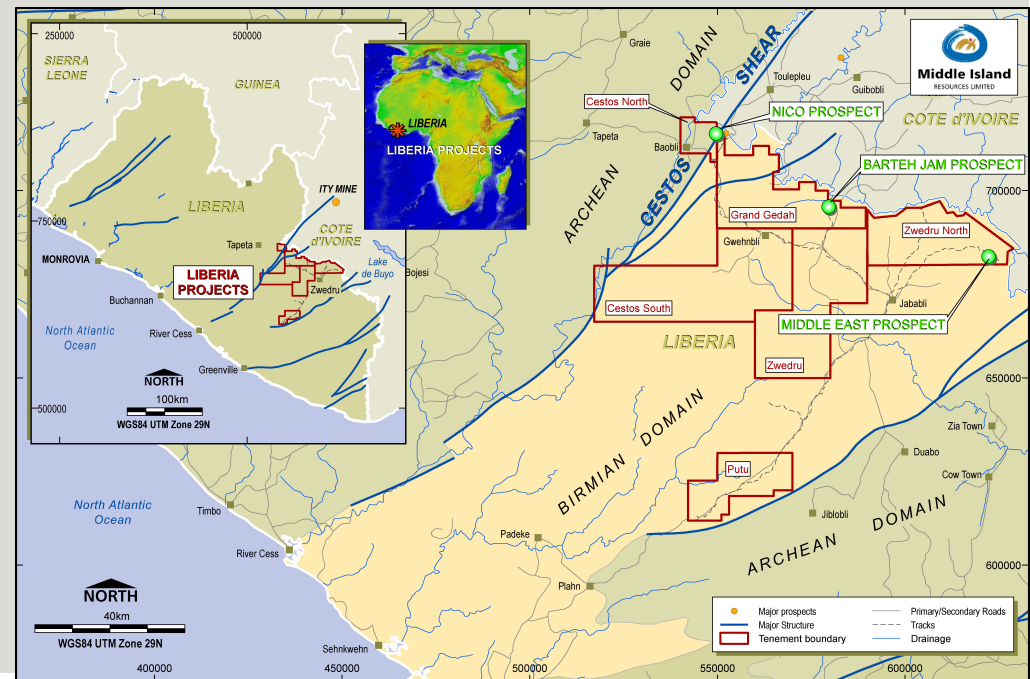 250000
500000
SIERRA
LEONE
GUINEA
ITY MINE
LIBERIA
COTE
d'IVOIRE
750000
Tapeta
MONROVIA
LIBERIA
PROJECTS
Lake
de Buyo
Zwedru
Buchannan
River Cess
North Atlantic
Ocean
Greenville
NORTH
100km
WGS84 UTM Zone 29N
500000
LIBERIA
LIBERIA PROJECTS
Bojesi
Graie
DOMAIN
ARCHEAN
SHEAR
CESTOS
Toulepleu
Guibobli
Middle Island
RESOURCES LIMITED
COTE d'IVOIRE
Cestos North
NICO PROSPECT
Tapeta
Baobli
BARTEH JAM PROSPECT
700000
Grand Gedah
Zwedru North
Gwehnbli
Cestos South
Jababli
MIDDLE EAST PROSPECT
LIBERIA
Zwedru
650000
BIRMIAN DOMAIN
Zia Town
Duabo
Cow Town
Putu
Jiblobli
ARCHEAN DOMAIN
North Atlantic
Ocean
Timbo
Padeke
River Cess
Plahn
600000
NORTH
40km
WGS84 UTM Zone 29N
Sehnkwehn
Major prospects
Major Structure
Tenement boundary
Primary/Secondary Roads
Tracks
Drainage
400000
450000
500000
550000
600000